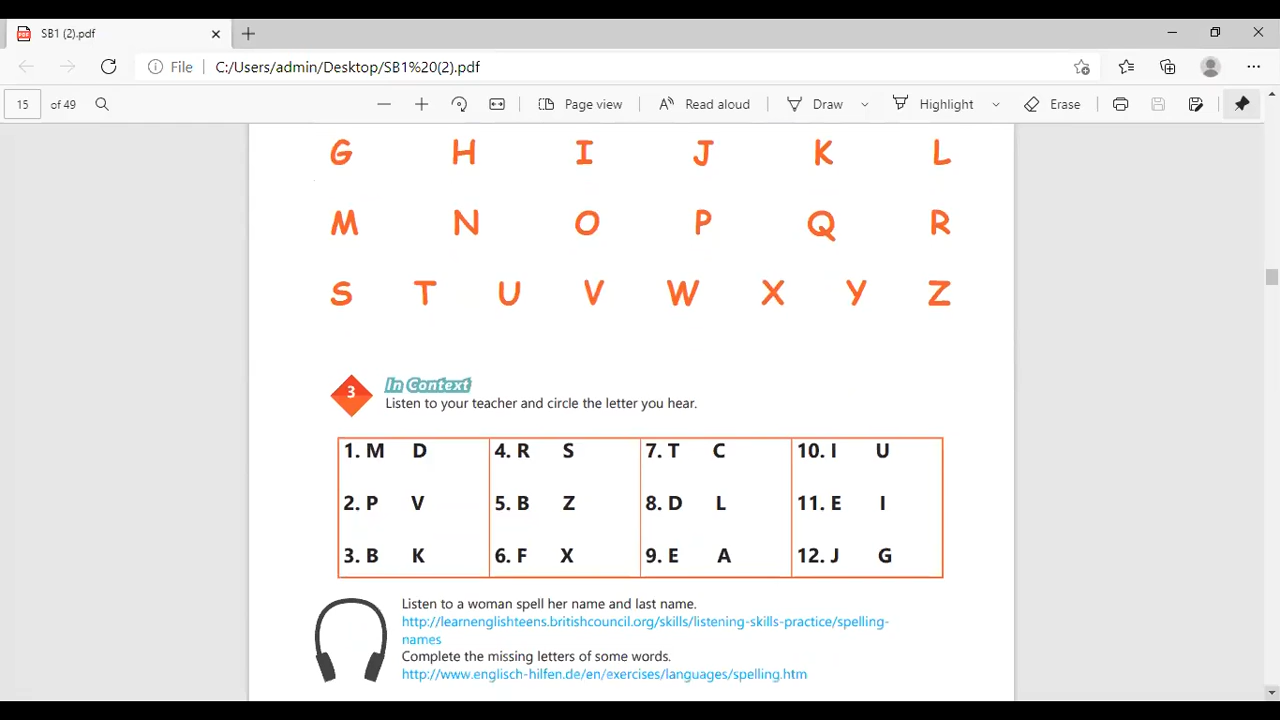 SB1 (2).pdf
File C:/Users/admin/Desktop/SB1%20(2).pdf
15 of 49 Page view Read aloud Draw Highlight Erase
G H I J K L
M N O P Q R
S T U V W X Y Z
3 In Context
Listen to your teacher and circle the letter you hear.
1. M D 4. R S 7. T C 10. I U
2. P V 5. B Z 8. D L 11. E I
3. B K 6. F X 9. E A 12. J G
Listen to a woman spell her name and last name.
http://learnenglishteens.britishcouncil.org/skills/listening-skills-practice/spelling-
names
Complete the missing letters of some words.
http://www.englisch-hilfen.de/en/exercises/languages/spelling.htm